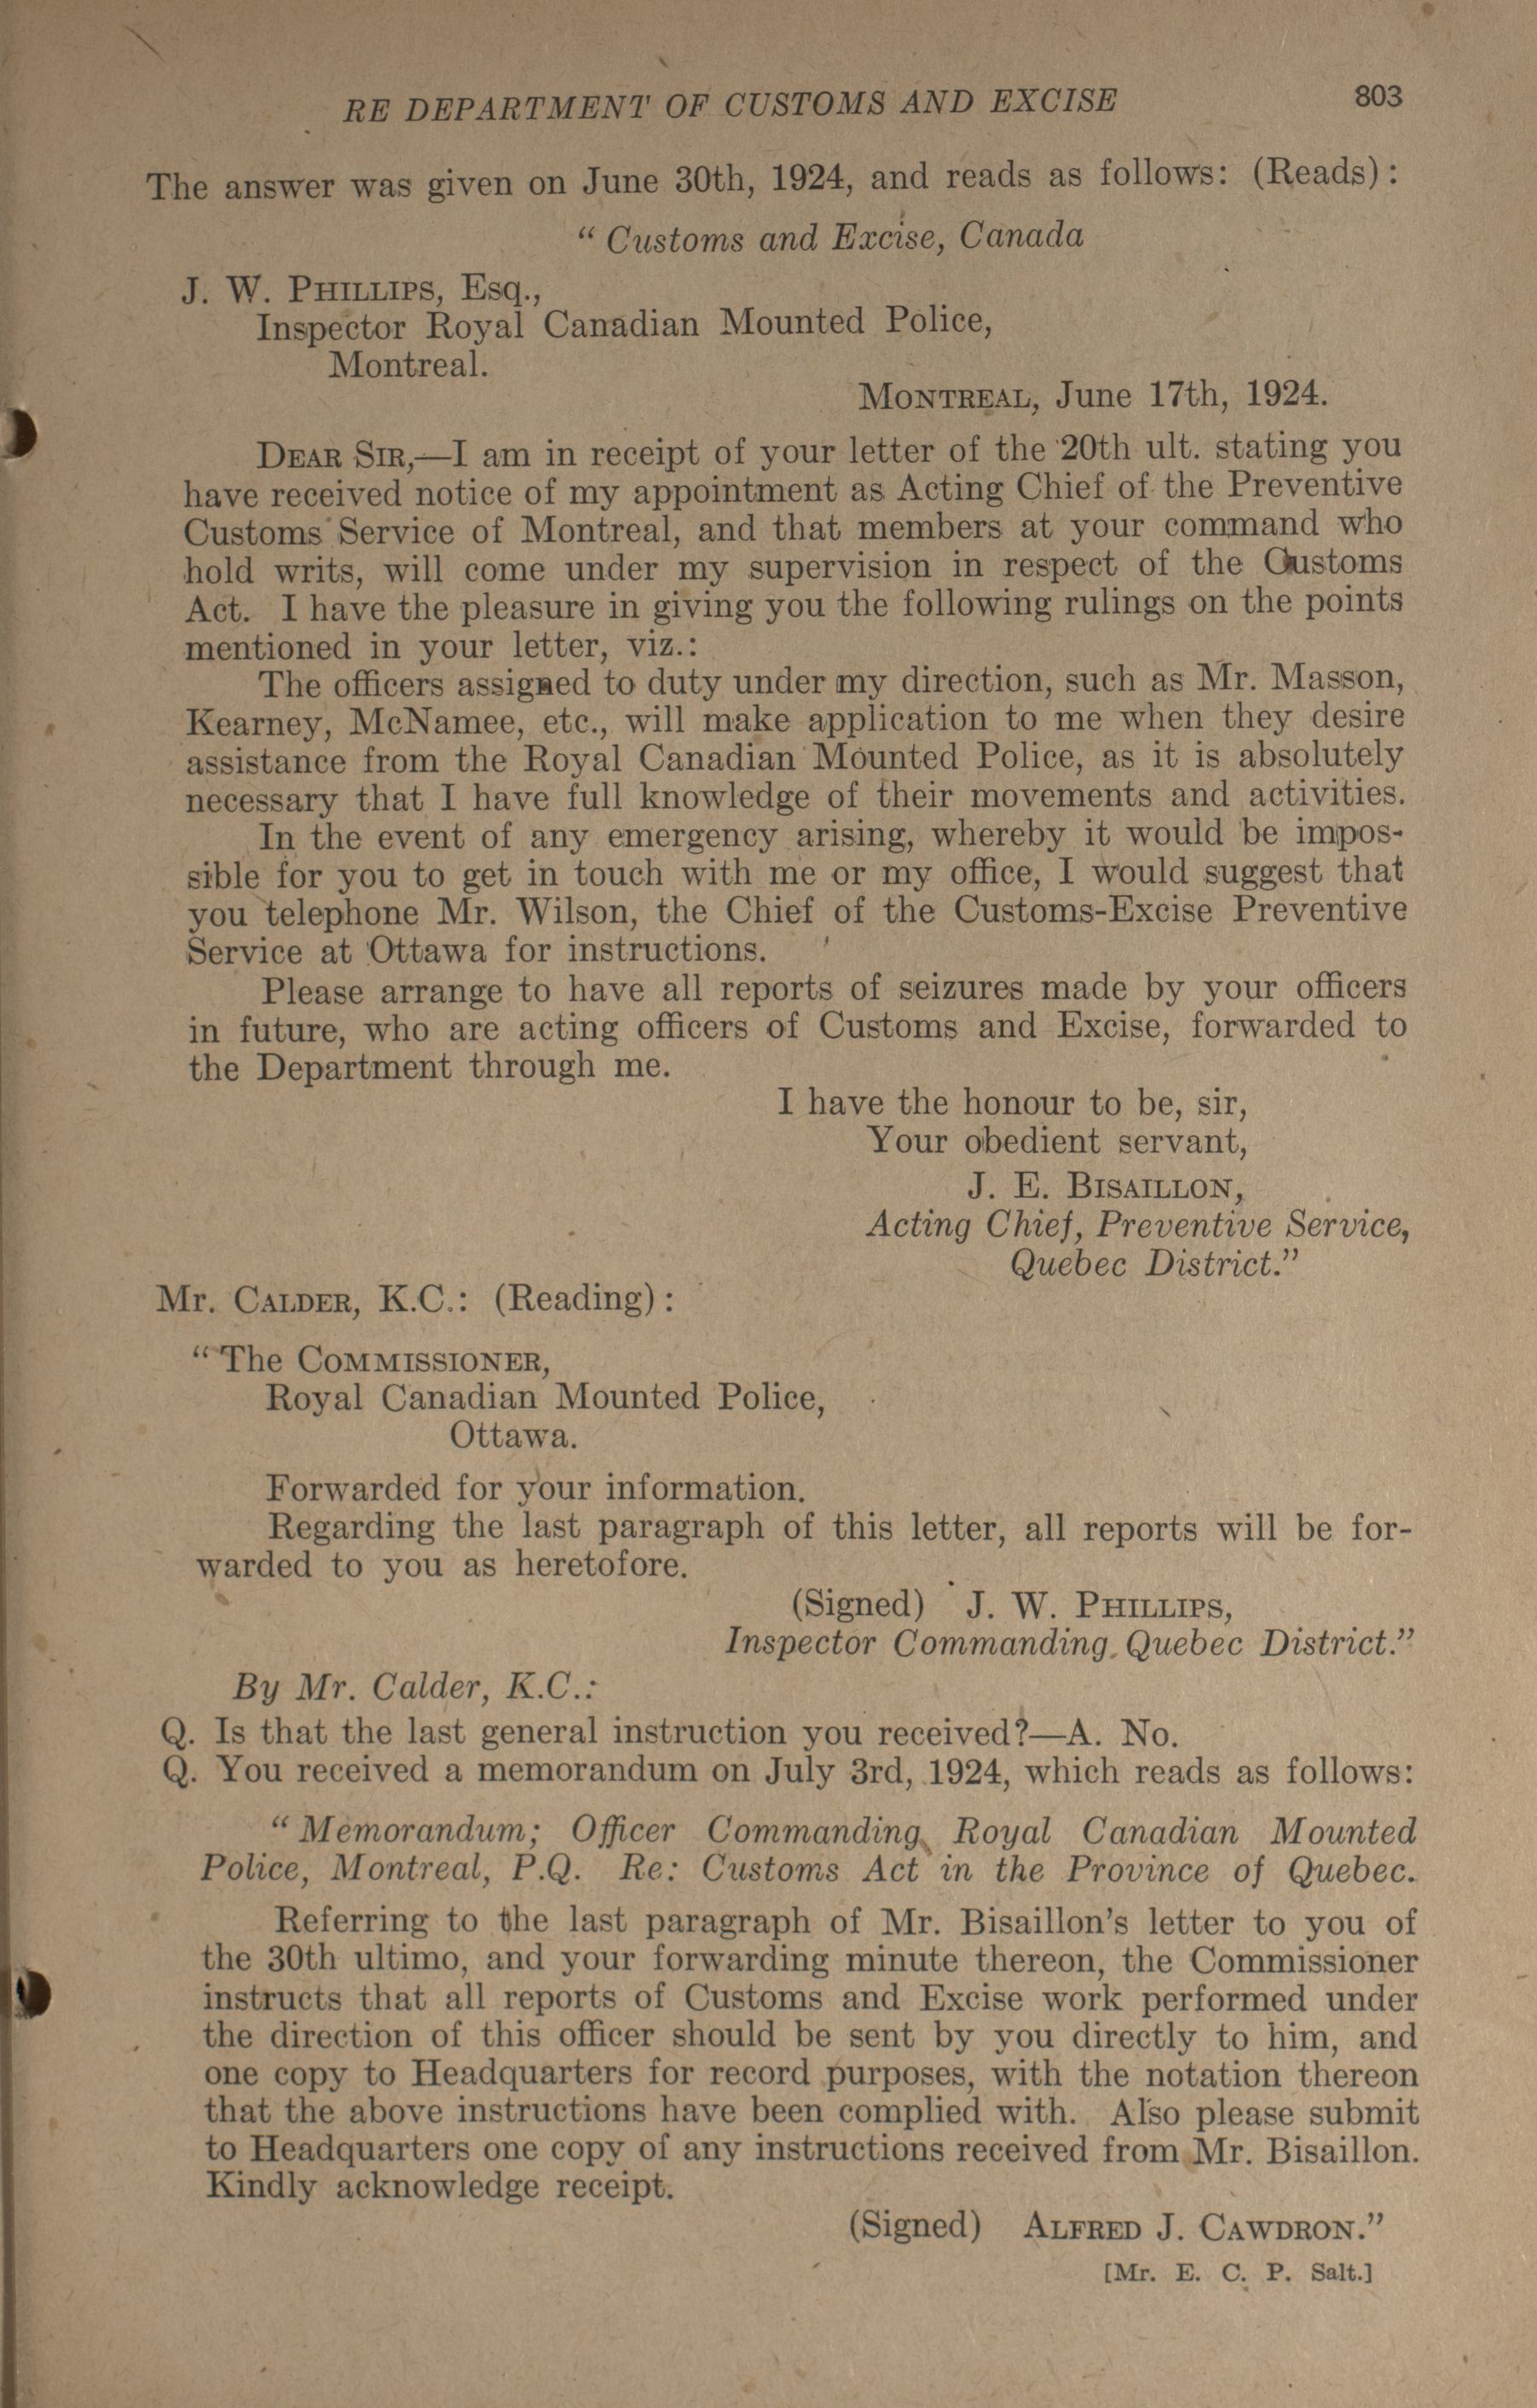 RE DEPARTMENT OF CUSTOMS AND EXCISE 803
The answer was given on June 30th, 1924, and reads as follows: (Reads):
“Customs and Excise, Canada
J. W. PHILLIPS, Esq.,
Inspector Royal Canadian Mounted Police,
Montreal.
MONTREAL, June 17th, 1924.
DEAR SIR,—I am in receipt of your letter of the 20th ult. stating you
have received notice of my appointment as Acting Chief of the Preventive
Customs Service of Montreal, and that members at your command who
hold writs, will come under my supervision in respect of the Customs
Act. I have the pleasure in giving you the following rulings on the points
mentioned in your letter, viz.:
The officers assigned to duty under my direction, such as Mr. Masson,
Kearney, McNamee, etc., will make application to me when they desire
assistance from the Royal Canadian Mounted Police, as it is absolutely
necessary that I have full knowledge of their movements and activities.
In the event of any emergency arising, whereby it would be impos-
sible for you to get in touch with me or my office, I would suggest that
you telephone Mr. Wilson, the Chief of the Customs-Excise Preventive
Service at Ottawa for instructions.
Please arrange to have all reports of seizures made by your officers
in future, who are acting officers of Customs and Excise, forwarded to
the Department through me.
I have the honour to be, sir,
Your obedient servant,
J. E. BISAILLON,
Acting Chief, Preventive Service,
Quebec District.”
Mr. CALDER, K.C.: (Reading):
“The COMMISSIONER,
Royal Canadian Mounted Police,
Ottawa.
Forwarded for your information.
Regarding the last paragraph of this letter, all reports will be for-
warded to you as heretofore.
(Signed) J. W. PHILLIPS,
Inspector Commanding, Quebec District.”
By Mr. Calder, K.C.:
Q. Is that the last general instruction you received?—A. No.
Q. You received a memorandum on July 3rd, 1924, which reads as follows:
“Memorandum; Officer Commanding, Royal Canadian Mounted
Police, Montreal, P.Q. Re: Customs Act in the Province of Quebec.
Referring to the last paragraph of Mr. Bisaillon's letter to you of
the 30th ultimo, and your forwarding minute thereon, the Commissioner
instructs that all reports of Customs and Excise work performed under
the direction of this officer should be sent by you directly to him, and
one copy to Headquarters for record purposes, with the notation thereon
that the above instructions have been complied with. Also please submit
to Headquarters one copy of any instructions received from Mr. Bisaillon.
Kindly acknowledge receipt.
(Signed) ALFRED J. CAWDRON.”
[Mr. E. C. P. Salt.]